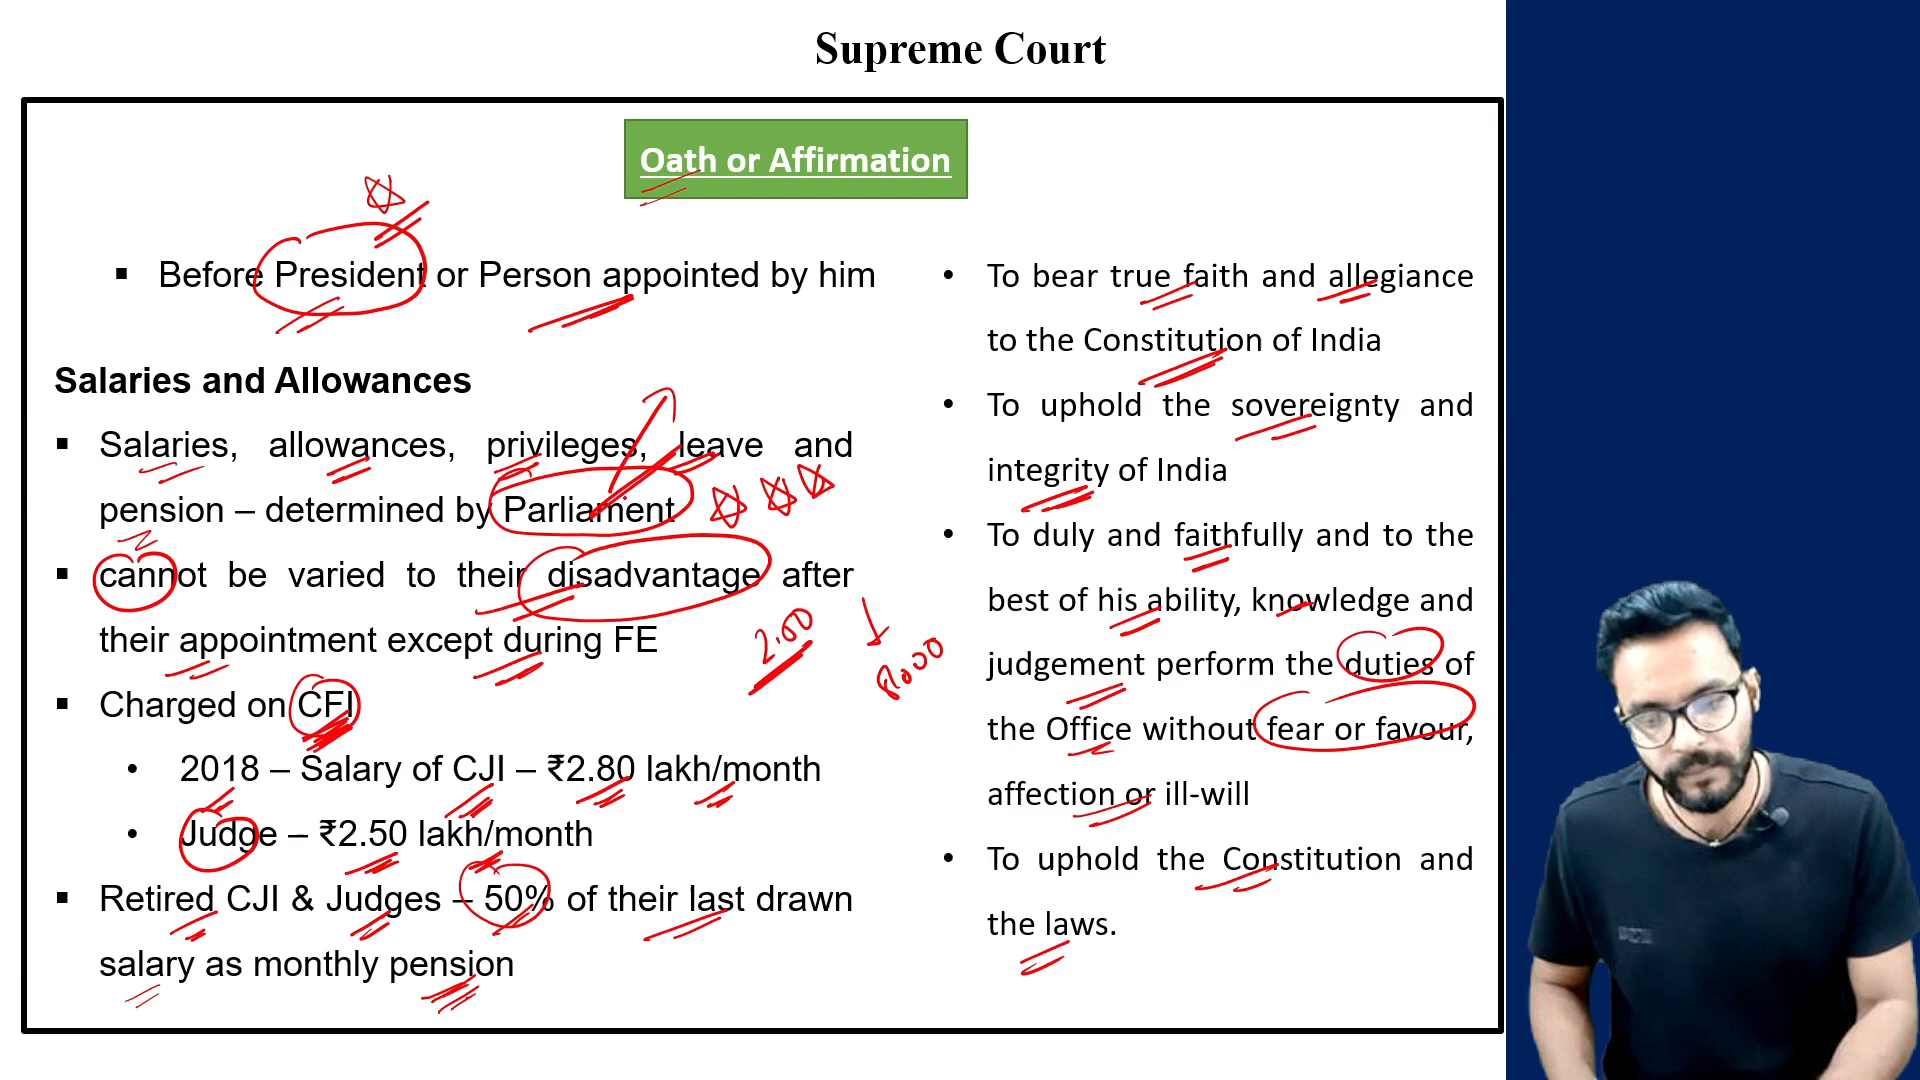 Supreme Court
Oath or Affirmation
▪ Before President or Person appointed by him
Salaries and Allowances
▪ Salaries, allowances, privileges, leave and
pension – determined by Parliament
▪ cannot be varied to their disadvantage after
their appointment except during FE
2.50
▪ Charged on CFI
• 2018 – Salary of CJI – ₹2.80 lakh/month
• Judge – ₹2.50 lakh/month
▪ Retired CJI & Judges – 50% of their last drawn
salary as monthly pension
• To bear true faith and allegiance
to the Constitution of India
• To uphold the sovereignty and
integrity of India
• To duly and faithfully and to the
best of his ability, knowledge and
judgement perform the duties of
the Office without fear or favour,
affection or ill-will
• To uphold the Constitution and
the laws.